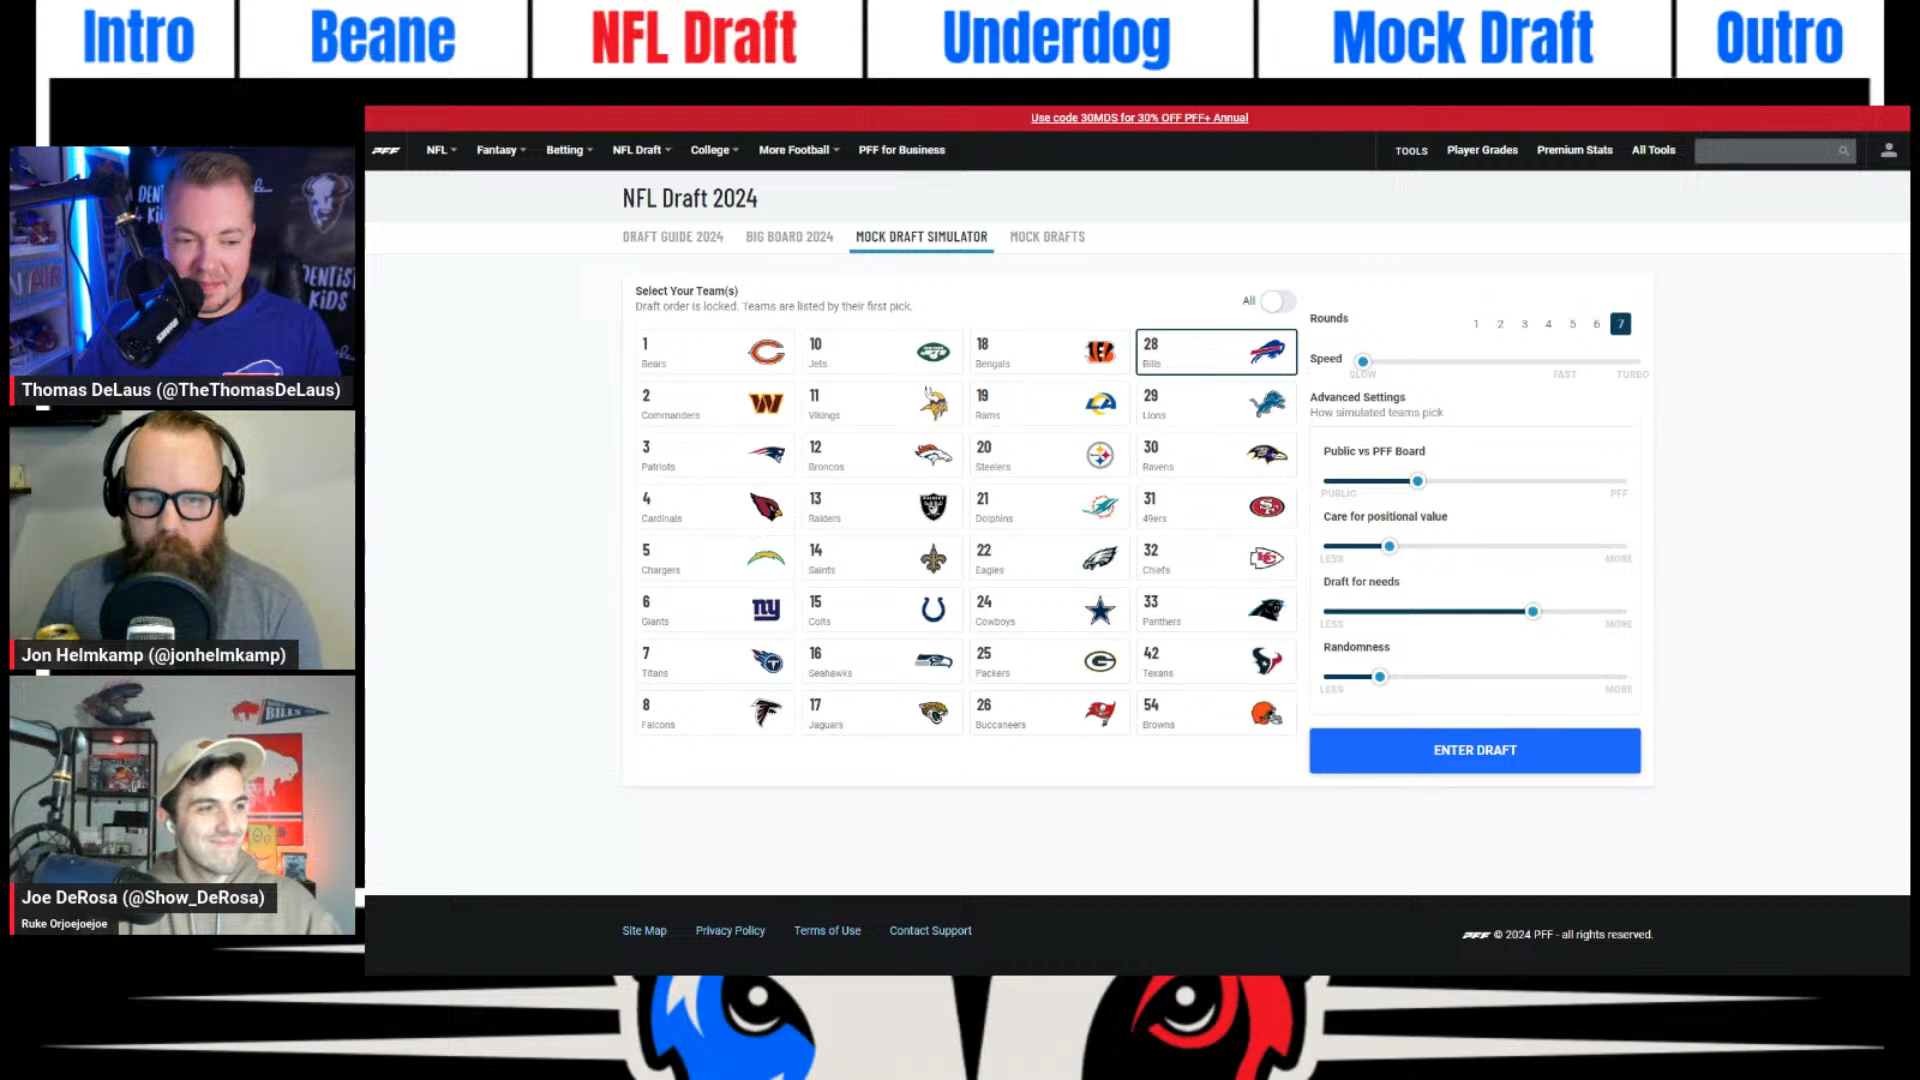 Intro
Beane
NFL Draft
Underdog
Mock Draft
Outro
Use code 30MDS for 30% OFF PFF+ Annual
PFF
NFL
Fantasy
Betting
NFL Draft
College
More Football
PFF for Business
TOOLS
Player Grades
Premium Stats
All Tools
NFL Draft 2024
DRAFT GUIDE 2024
BIG BOARD 2024
MOCK DRAFT SIMULATOR
MOCK DRAFTS
Select Your Team(s)
Draft order is locked. Teams are listed by their first pick.
All
1
Bears
10
Jets
18
Bengals
28
Bills
2
Commanders
11
Vikings
19
Rams
29
Lions
3
Patriots
12
Broncos
20
Steelers
30
Ravens
4
Cardinals
13
Raiders
21
Dolphins
31
49ers
5
Chargers
14
Saints
22
Eagles
32
Chiefs
6
Giants
ny
15
Colts
24
Cowboys
33
Panthers
7
Titans
16
Seahawks
25
Packers
42
Texans
8
Falcons
17
Jaguars
26
Buccaneers
54
Browns
Rounds
1 2 3 4 5 6 7
Speed
SLOW
FAST
TURBO
Advanced Settings
How simulated teams pick
Public vs PFF Board
PUBLIC
PFF
Care for positional value
LESS
MORE
Draft for needs
LESS
MORE
Randomness
LESS
MORE
ENTER DRAFT
Site Map
Privacy Policy
Terms of Use
Contact Support
PFF © 2024 PFF - all rights reserved.
DENTIST
KiDS
SHURE
Thomas DeLaus (@TheThomasDeLaus)
Jon Helmkamp (@jonhelmkamp)
BILLS
Joe DeRosa (@Show_DeRosa)
Ruke Orjoejoejoe